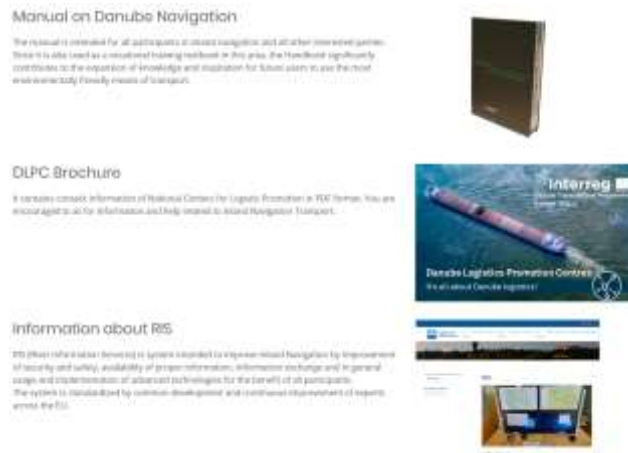 Manual on Danube Navigation
The manual is intended for all participants in inland navigation and all other interested parties.
Since it is also used as a vocational training textbook in this area, the Handbook significantly
contributes to the expansion of knowledge and inspiration for future users to use the most
environmentally friendly means of transport.
DLPC Brochure
It contains contact information of National Centers for Logistic Promotion in PDF format. You are
encouraged to as for information and help related to Inland Navigation Transport.
Interreg
Danube Logistics Promotion Centres
It's all about Danube logistics!
Information about RIS
RIS (River Information Services) is system intended to improve Inland Navigation by improvement
of security and safety, availability of proper information, information exchange and in general
usage and implementation of advanced technologies for the benefit of all participants.
The system is standardized by common development and continuous improvement of experts
across the EU.